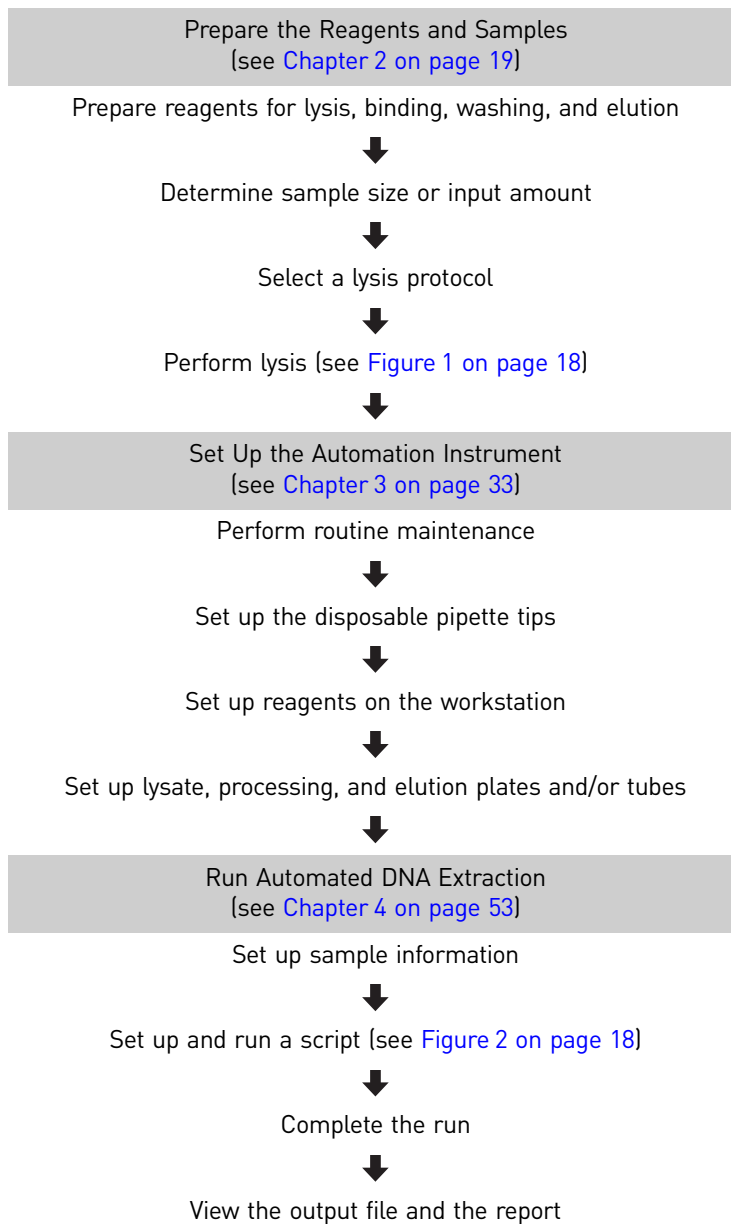 Prepare the Reagents and Samples
(see Chapter 2 on page 19)
Prepare reagents for lysis, binding, washing, and elution
Determine sample size or input amount
Select a lysis protocol
Perform lysis (see Figure 1 on page 18)
Set Up the Automation Instrument
(see Chapter 3 on page 33)
Perform routine maintenance
Set up the disposable pipette tips
Set up reagents on the workstation
Set up lysate, processing, and elution plates and/or tubes
Run Automated DNA Extraction
(see Chapter 4 on page 53)
Set up sample information
Set up and run a script (see Figure 2 on page 18)
Complete the run
View the output file and the report